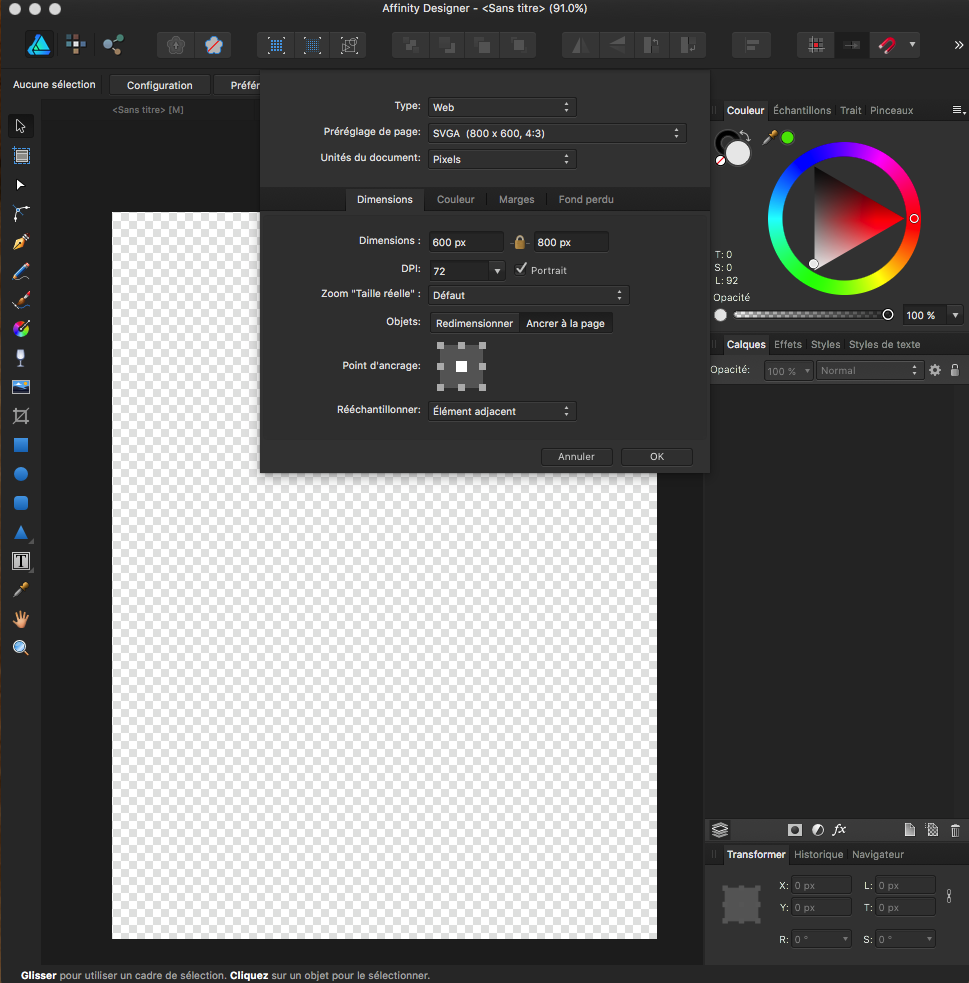 Affinity Designer - <Sans titre> (91.0%)
Aucune sélection
Configuration
Préfér
<Sans titre> [M]
Type: Web
Préréglage de page: SVGA (800 x 600, 4:3)
Unités du document: Pixels
Dimensions Couleur Marges Fond perdu
Dimensions : 600 px 800 px
DPI: 72 Portrait
Zoom "Taille réelle" : Défaut
Objets: Redimensionner Ancrer à la page
Point d'ancrage:
Rééchantillonner: Élément adjacent
Annuler OK
Couleur Échantillons Trait Pinceaux
T: 0
S: 0
L: 92
Opacité
100 %
Calques Effets Styles Styles de texte
Opacité: 100 % Normal
fx
Transformer Historique Navigateur
X: 0 px L: 0 px
Y: 0 px T: 0 px
R: 0 ° S: 0 °
T
Glisser pour utiliser un cadre de sélection. Cliquez sur un objet pour le sélectionner.